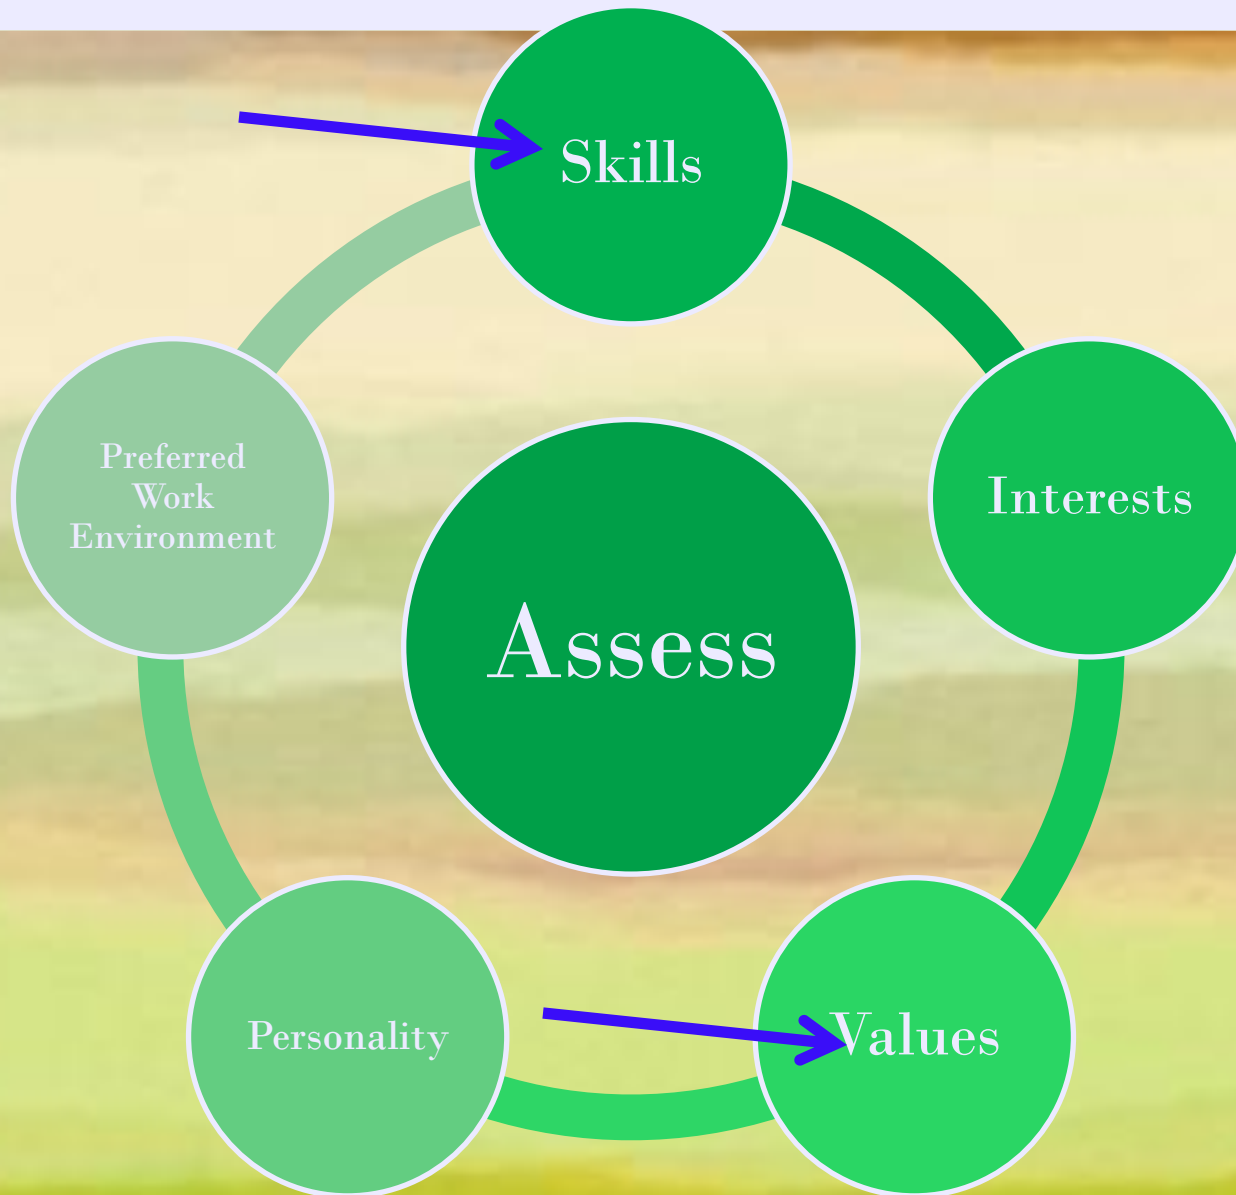 Skills
Preferred
Work
Environment
Interests
Assess
Personality
Values